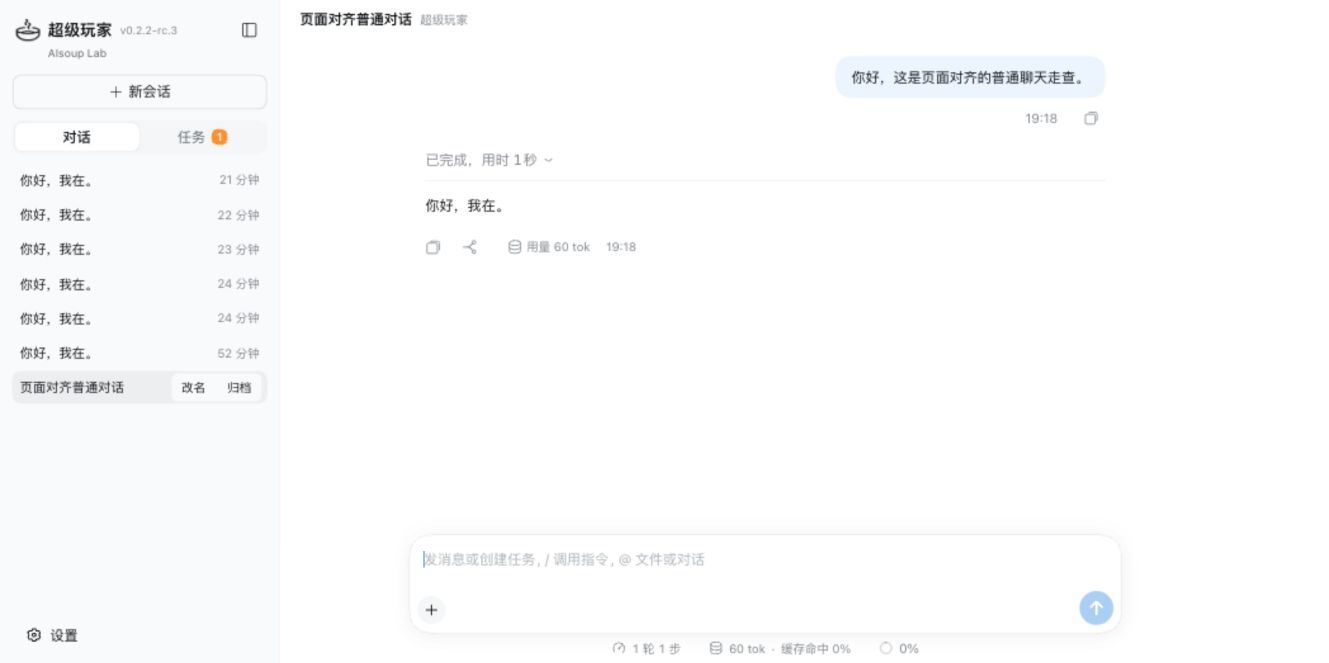 超级玩家 v0.2.2-rc.3
AIsoup Lab
+ 新会话
对话
任务 1
你好，我在。 21 分钟
你好，我在。 22 分钟
你好，我在。 23 分钟
你好，我在。 24 分钟
你好，我在。 24 分钟
你好，我在。 52 分钟
页面对齐普通对话 改名 归档
设置
页面对齐普通对话 超级玩家
你好，这是页面对齐的普通聊天走查。
19:18
已完成，用时 1 秒
你好，我在。
用量 60 tok 19:18
发消息或创建任务, / 调用指令, @ 文件或对话
1 轮 1 步 60 tok · 缓存命中 0% 0%